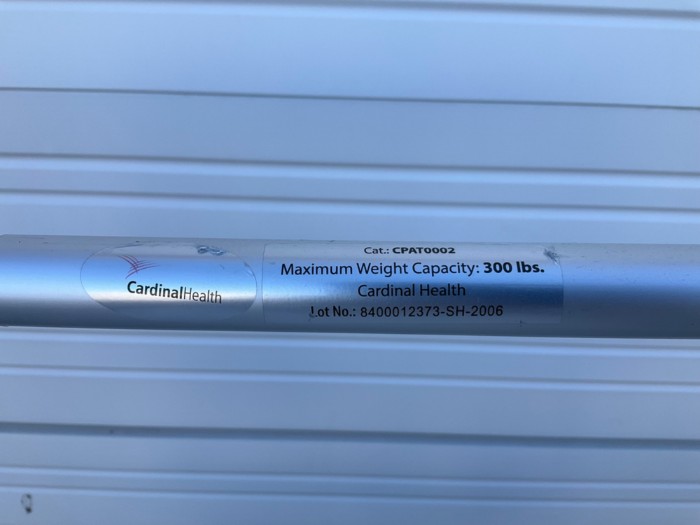 CardinalHealth
Cat.: CPAT0002
Maximum Weight Capacity: 300 lbs.
Cardinal Health
Lot No.: 8400012373-SH-2006